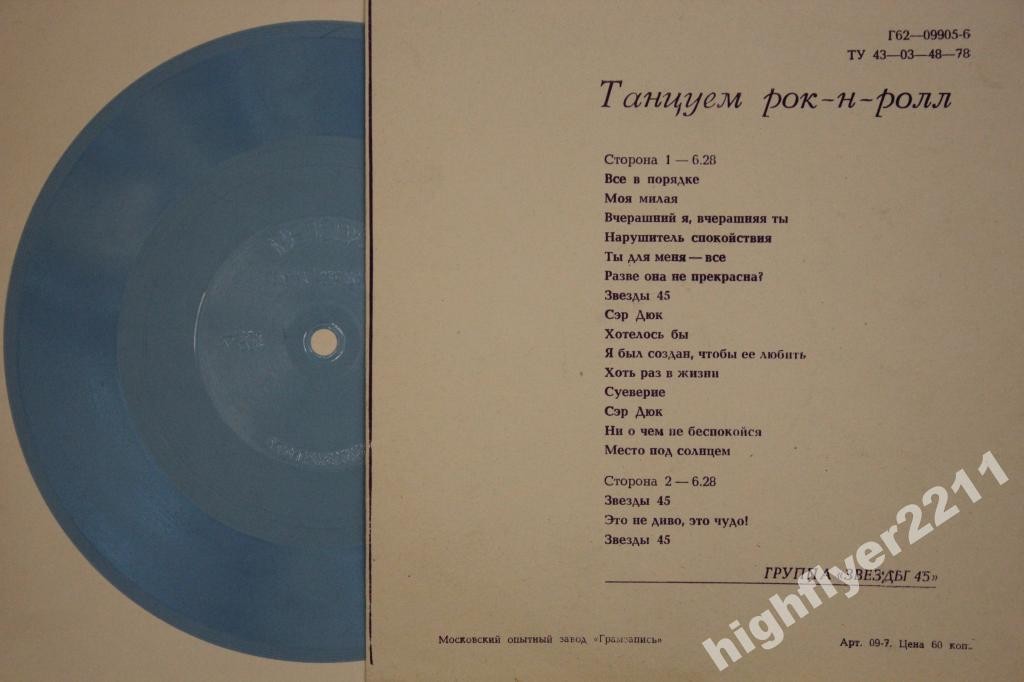 Г62—09905-6
ТУ 43—03—48—78
Танцуем рок-н-ролл
Сторона 1 — 6.28
Все в порядке
Моя милая
Вчерашний я, вчерашняя ты
Нарушитель спокойствия
Ты для меня — все
Разве она не прекрасна?
Звезды 45
Сэр Дюк
Хотелось бы
Я был создан, чтобы ее любить
Хоть раз в жизни
Суеверие
Сэр Дюк
Ни о чем не беспокойся
Место под солнцем
Сторона 2 — 6.28
Звезды 45
Это не диво, это чудо!
Звезды 45
ГРУППА «ЗВЕЗДЫ 45»
Московский опытный завод «Грамзапись»
Арт. 09-7. Цена 60 коп.
highflyer2211